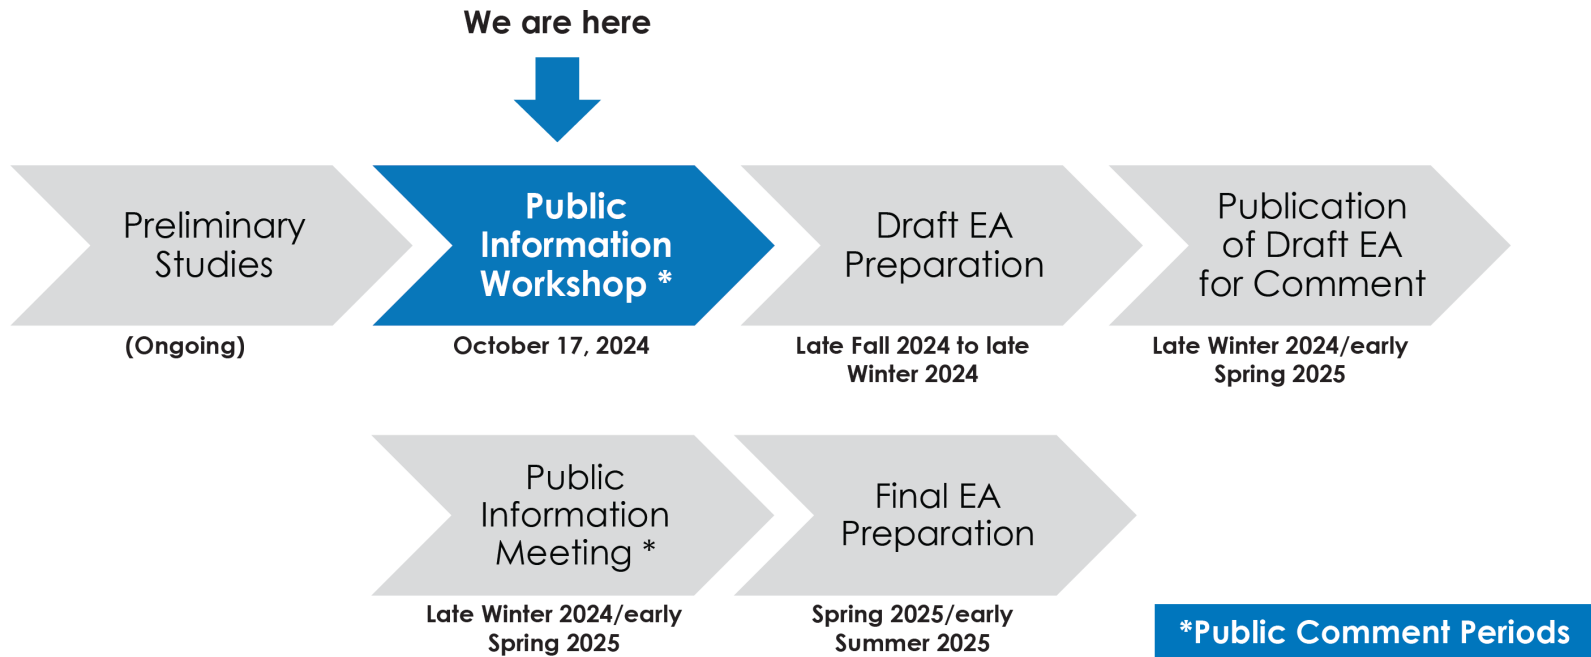 We are here
Preliminary
Studies
(Ongoing)
Public
Information
Workshop *
October 17, 2024
Draft EA
Preparation
Late Fall 2024 to late
Winter 2024
Publication
of Draft EA
for Comment
Late Winter 2024/early
Spring 2025
Public
Information
Meeting *
Late Winter 2024/early
Spring 2025
Final EA
Preparation
Spring 2025/early
Summer 2025
*Public Comment Periods